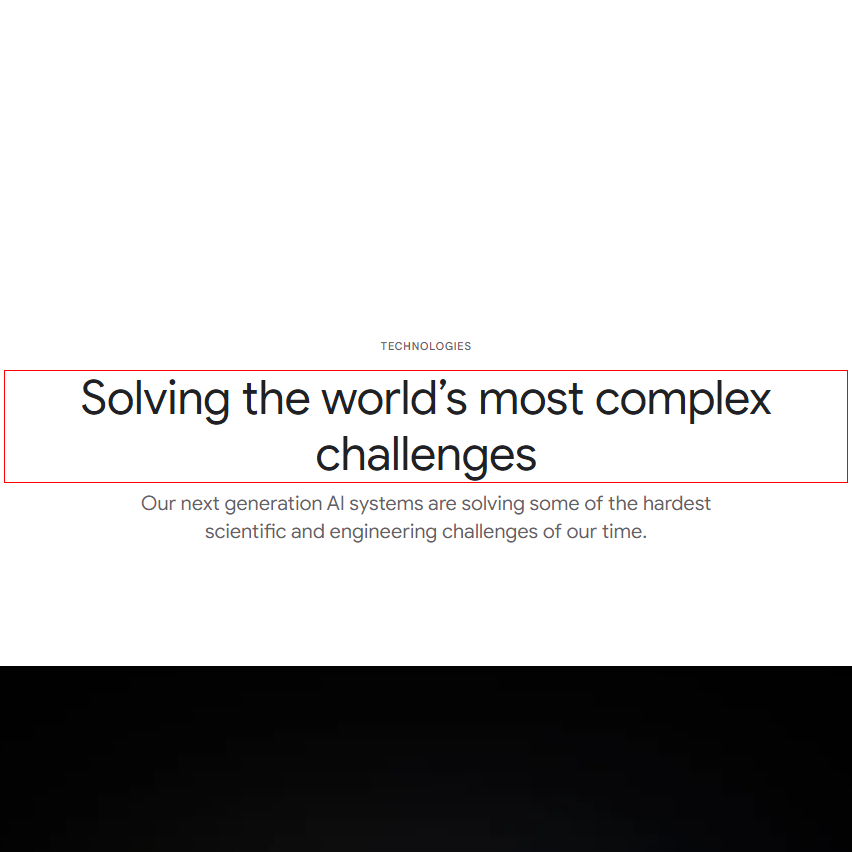 TECHNOLOGIES
Solving the world’s most complex
challenges
Our next generation AI systems are solving some of the hardest
scientific and engineering challenges of our time.